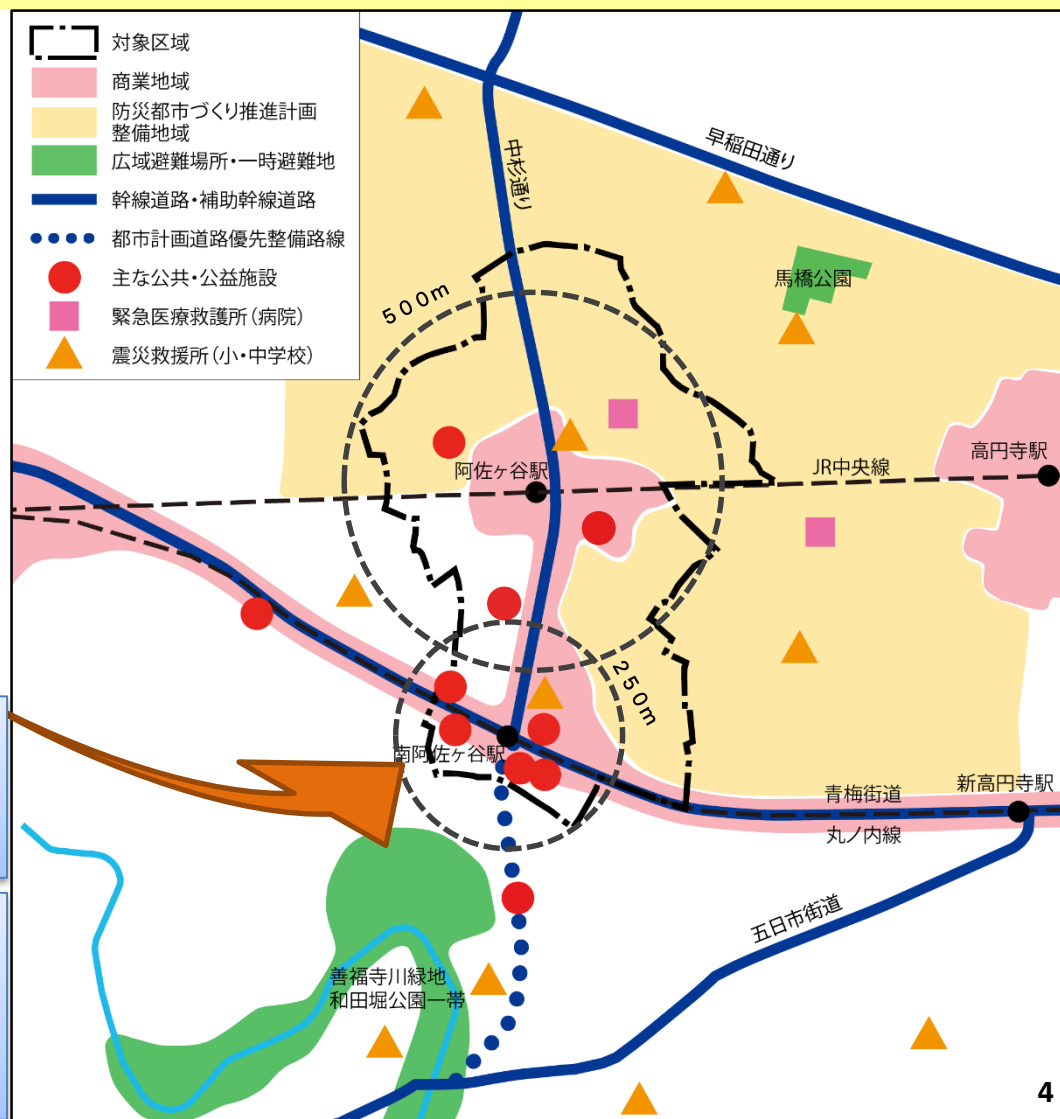 対象区域
商業地域
防災都市づくり推進計画
整備地域
広域避難場所・一時避難地
幹線道路・補助幹線道路
都市計画道路優先整備路線
主な公共・公益施設
緊急医療救護所(病院)
震災救援所(小・中学校)
早稲田通り
中杉通り
馬橋公園
500m
高円寺駅
JR中央線
阿佐ヶ谷駅
250m
南阿佐ヶ谷駅
新高円寺駅
青梅街道
丸ノ内線
五日市街道
善福寺川緑地
和田堀公園一帯
4